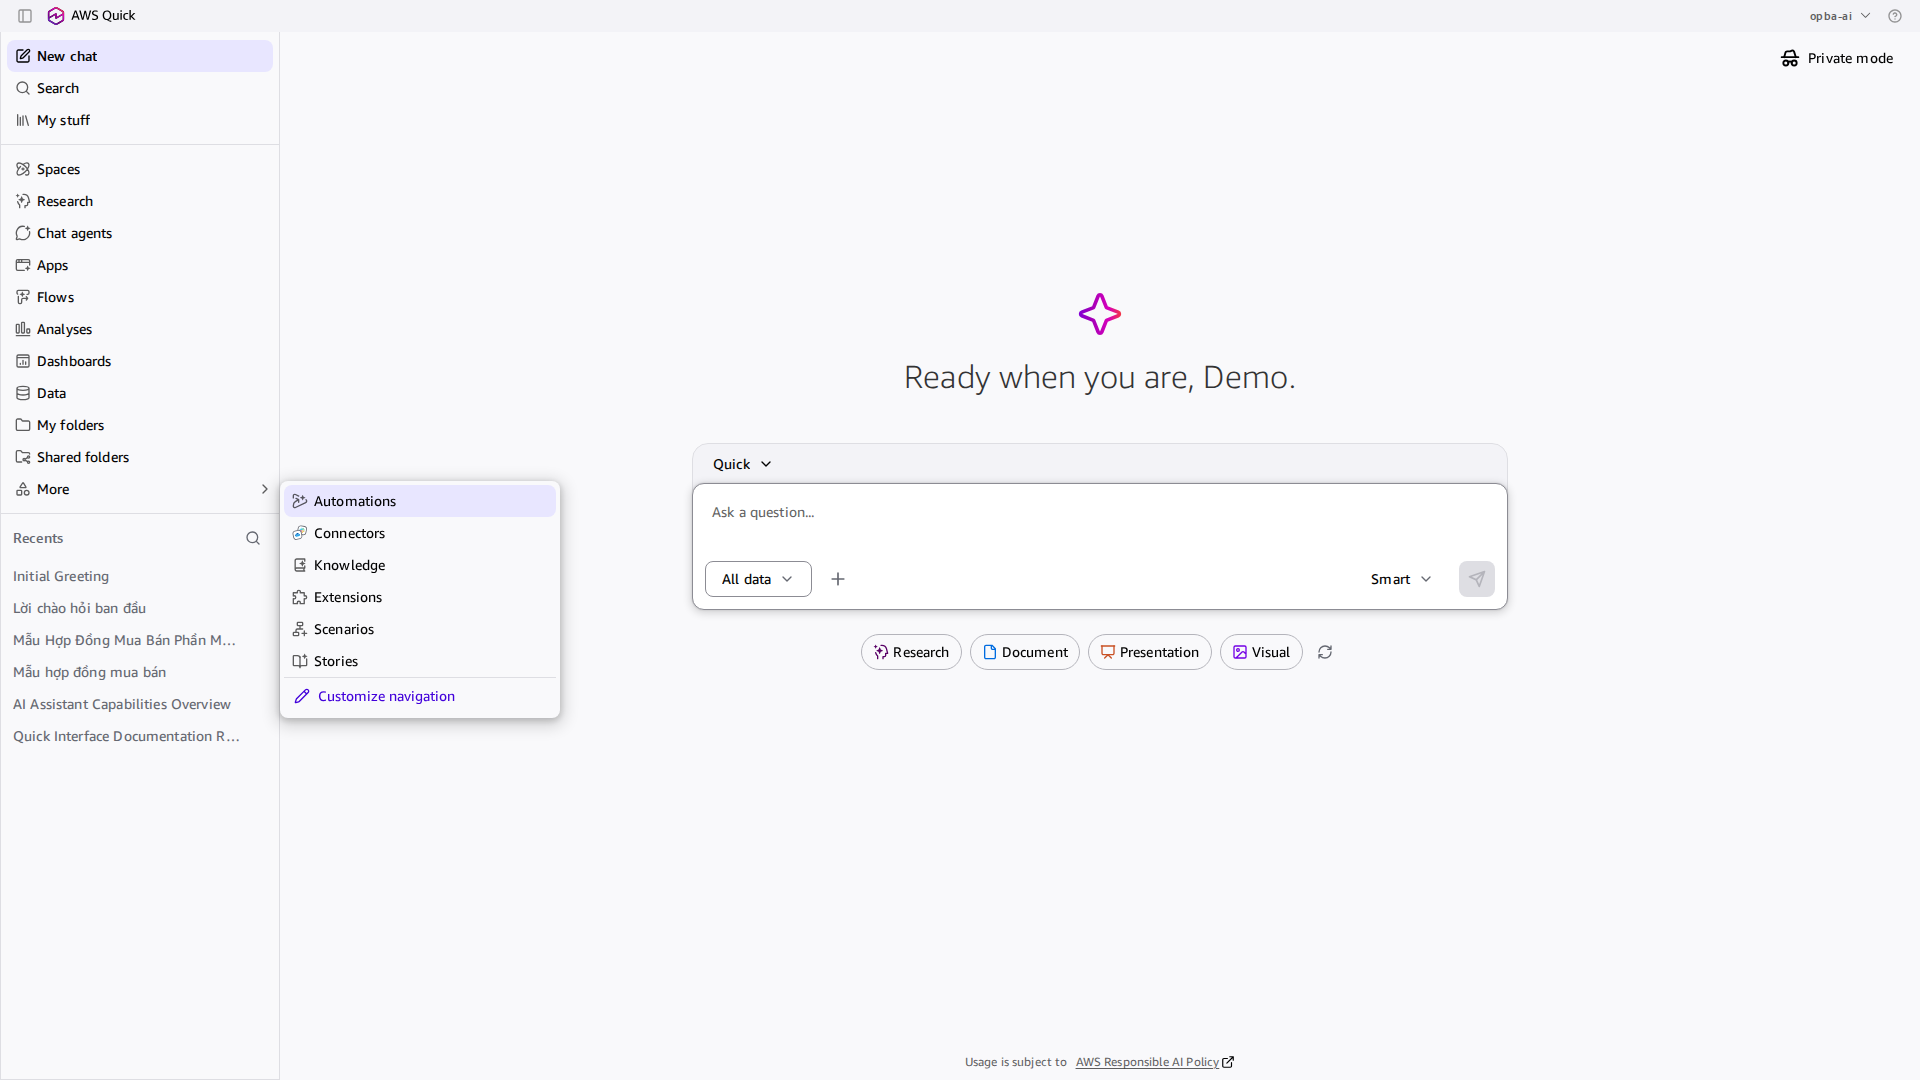 AWS Quick
opba-ai
New chat
Search
My stuff
Spaces
Research
Chat agents
Apps
Flows
Analyses
Dashboards
Data
My folders
Shared folders
More
Recents
Initial Greeting
Lời chào hỏi ban đầu
Mẫu Hợp Đồng Mua Bán Phần M...
Mẫu hợp đồng mua bán
AI Assistant Capabilities Overview
Quick Interface Documentation R...
Automations
Connectors
Knowledge
Extensions
Scenarios
Stories
Customize navigation
Private mode
Ready when you are, Demo.
Quick
Ask a question...
All data
Smart
Research
Document
Presentation
Visual
Usage is subject to AWS Responsible AI Policy